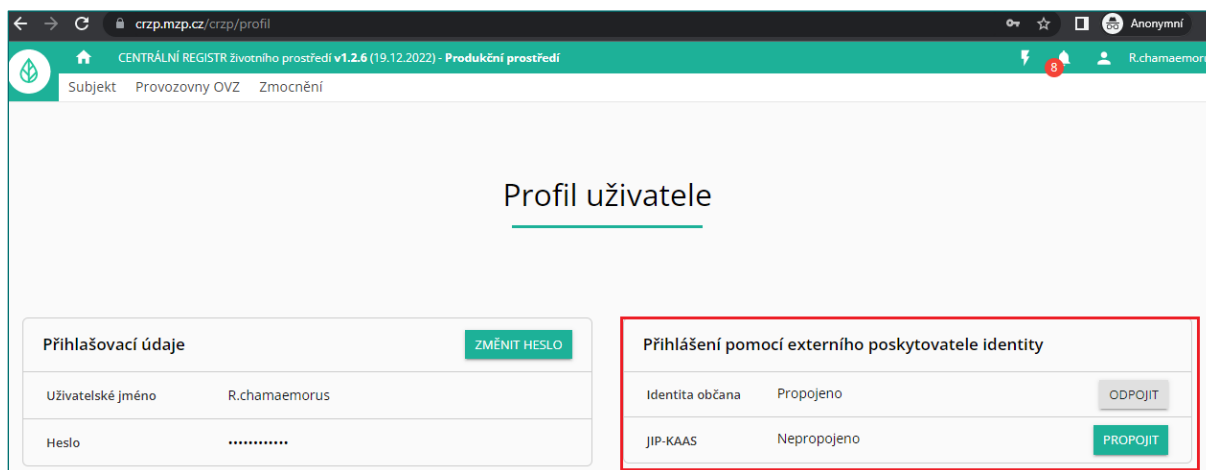 crzp.mzp.cz/crzp/profil
Anonymní
CENTRÁLNÍ REGISTR životního prostředí v1.2.6 (19.12.2022) - Produkční prostředí
8
R.chamaemoru
Subjekt Provozovny OVZ Zmocnění
Profil uživatele
Přihlašovací údaje ZMĚNIT HESLO
Uživatelské jméno R.chamaemorus
Heslo ••••••••••••
Přihlášení pomocí externího poskytovatele identity
Identita občana Propojeno ODPOJIT
JIP-KAAS Nepropojeno PROPOJIT